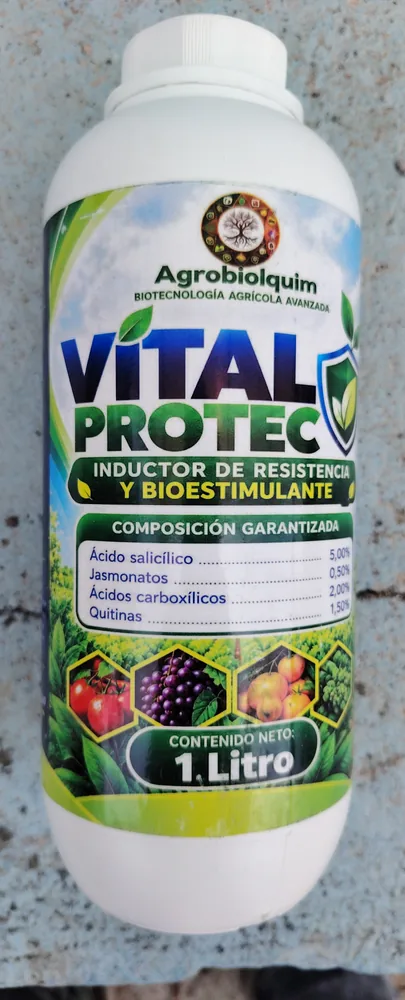 Agrobiolquim
BIOTECNOLOGÍA AGRÍCOLA AVANZADA
VITAL
PROTEC
INDUCTOR DE RESISTENCIA
Y BIOESTIMULANTE
COMPOSICIÓN GARANTIZADA
Ácido salicílico ........................ 5,00%
Jasmonatos ........................ 0,50%
Ácidos carboxílicos ........................ 2,00%
Quitinas ........................ 1,50%
CONTENIDO NETO:
1 Litro